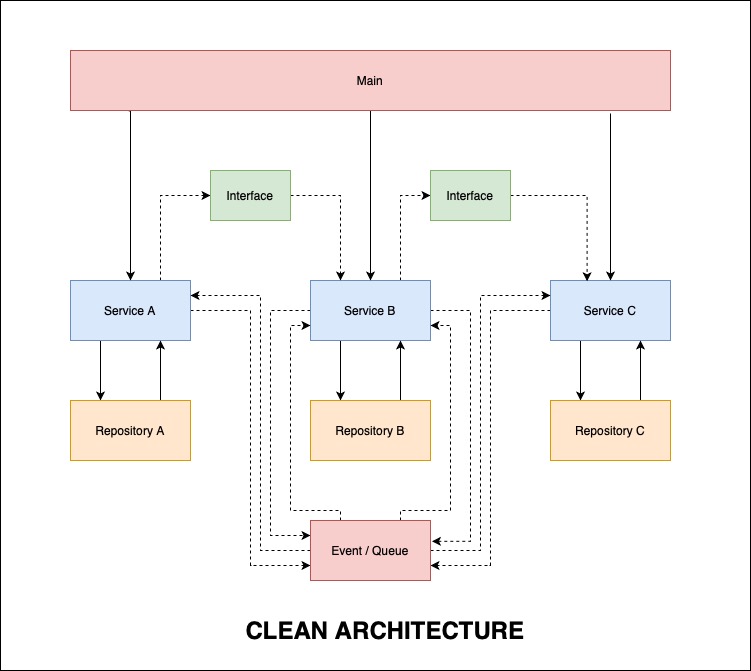 Main
Interface
Interface
Service A
Service B
Service C
Repository A
Repository B
Repository C
Event / Queue
CLEAN ARCHITECTURE